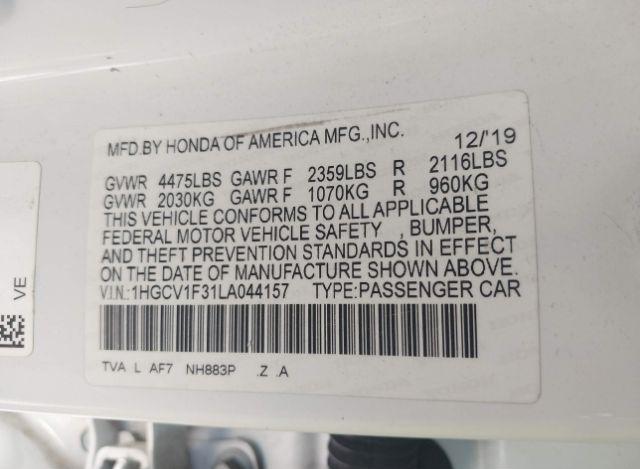 MFD.BY HONDA OF AMERICA MFG.,INC. 12/'19
GVWR 4475LBS GAWR F 2359LBS R 2116LBS
GVWR 2030KG GAWR F 1070KG R 960KG
THIS VEHICLE CONFORMS TO ALL APPLICABLE
FEDERAL MOTOR VEHICLE SAFETY , BUMPER,
AND THEFT PREVENTION STANDARDS IN EFFECT
ON THE DATE OF MANUFACTURE SHOWN ABOVE.
V.I.N.:1HGCV1F31LA044157 TYPE:PASSENGER CAR
TVA L AF7 NH883P .Z .A
VE